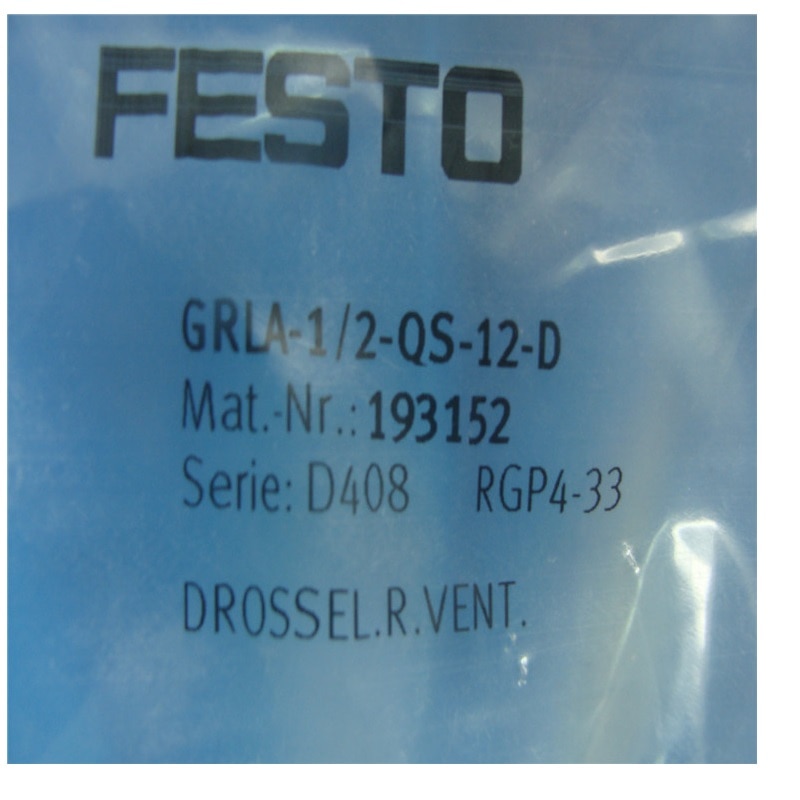 FESTO
GRLA-1/2-QS-12-D
Mat.-Nr.: 193152
Serie: D408 RGP4-33
DROSSEL.R.VENT.